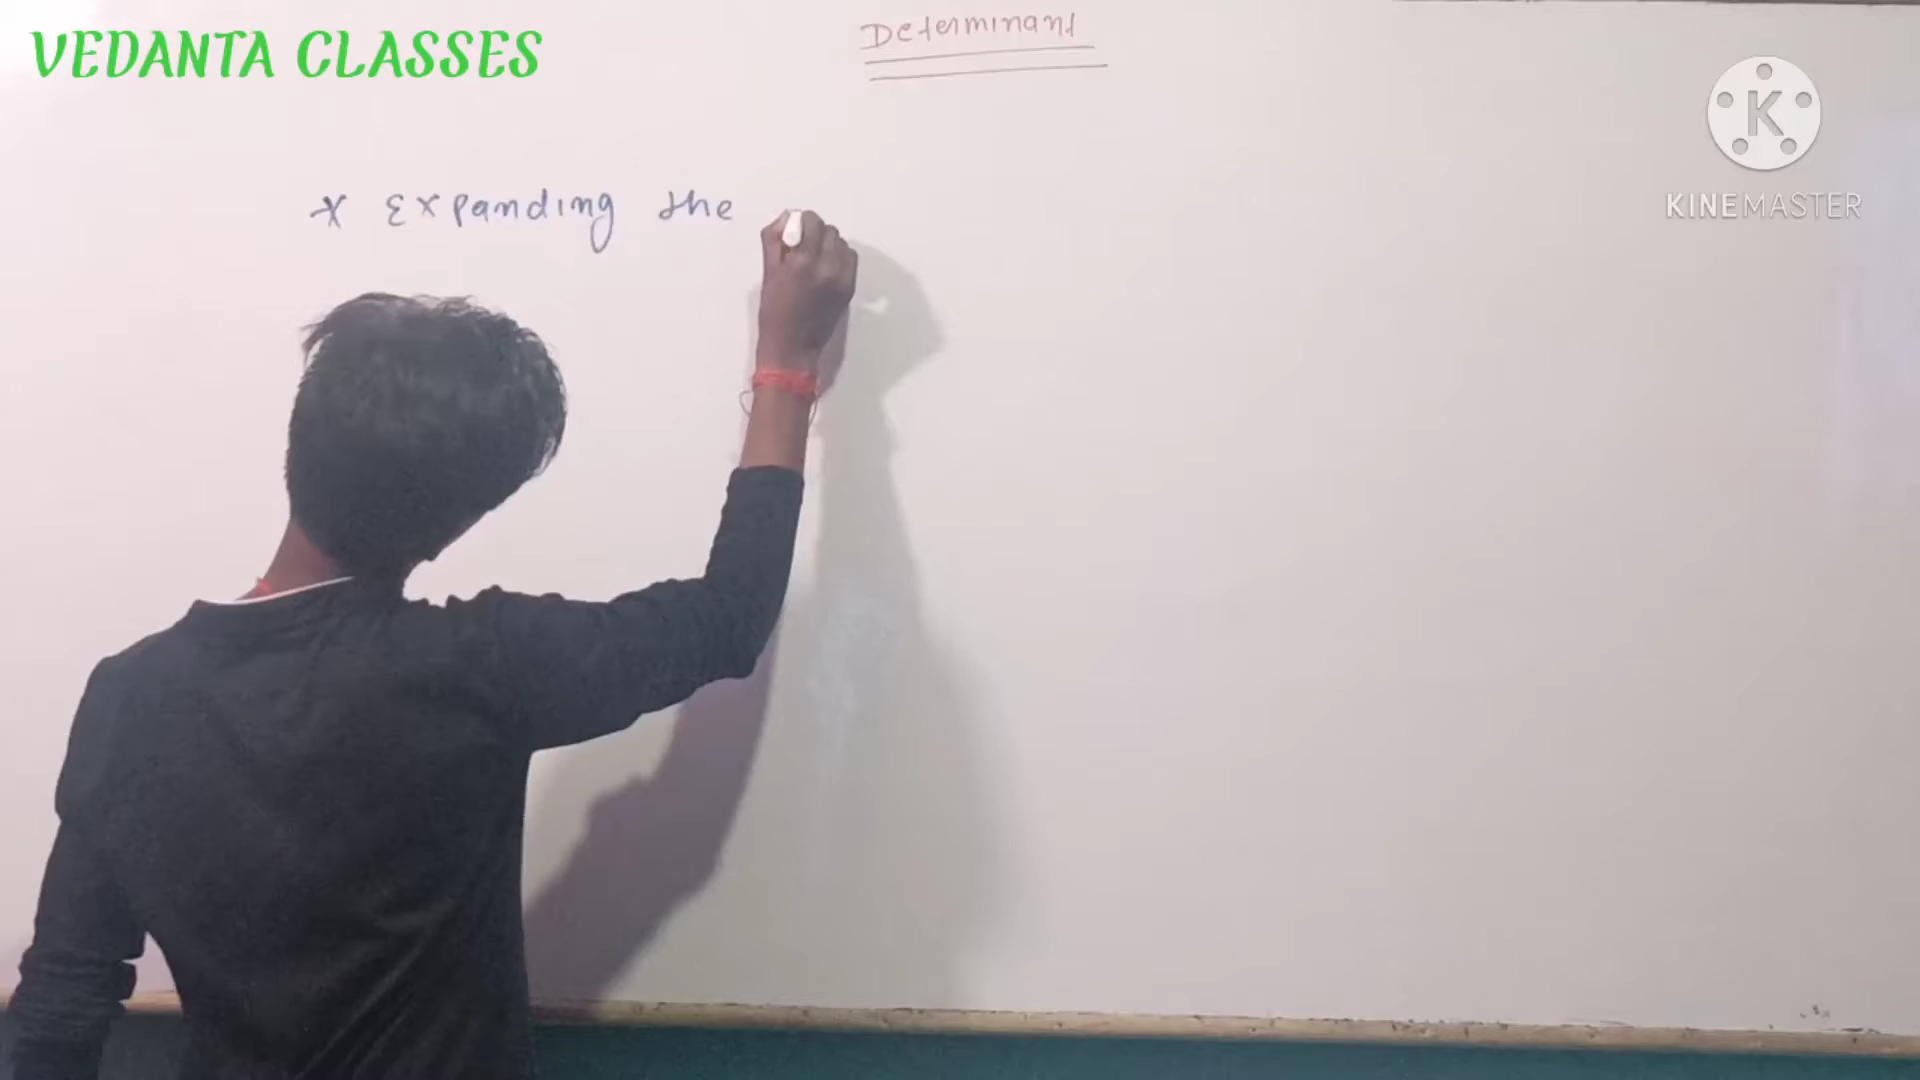 VEDANTA CLASSES
Determinant
K
KINEMASTER
* Expanding the